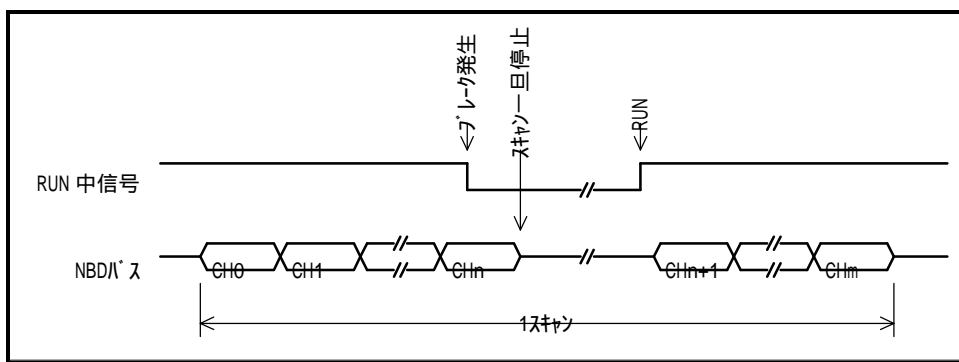 ﾌﾞﾚｰｸ発生
ｽｷｬﾝ一旦停止
RUN
RUN 中信号
NBDﾊﾞｽ
CH0
CH1
CHn
CHn+1
CHm
1ｽｷｬﾝ